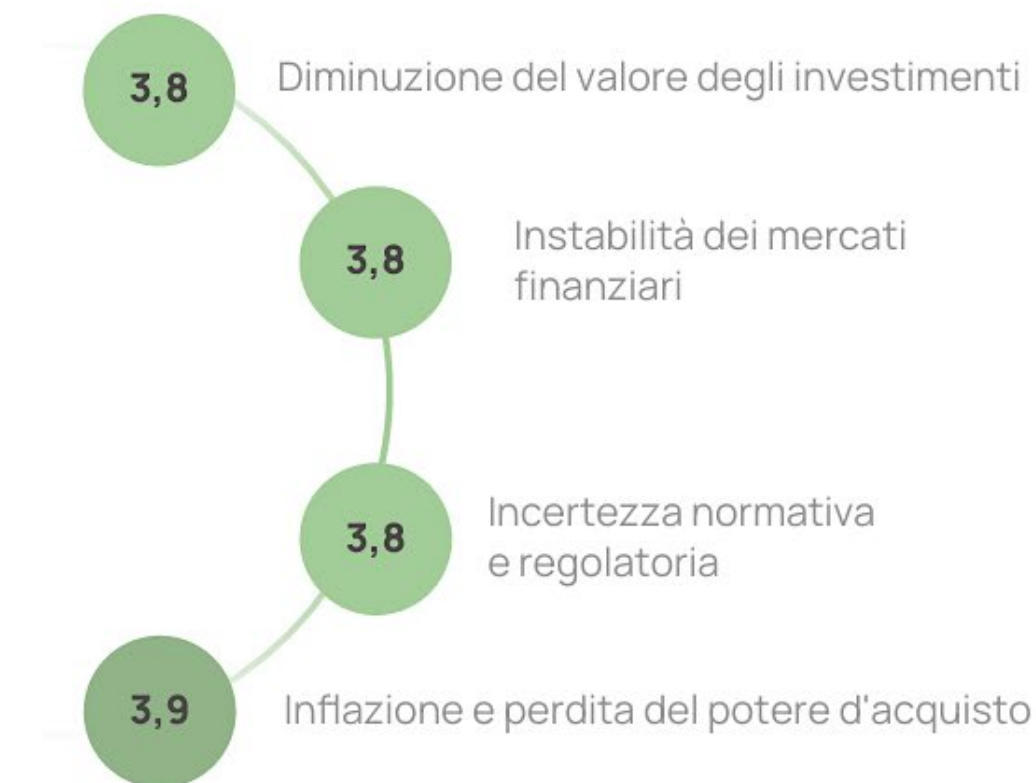 3,8
Diminuzione del valore degli investimenti
3,8
Instabilità dei mercati
finanziari
3,8
Incertezza normativa
e regolatoria
3,9
Inflazione e perdita del potere d'acquisto